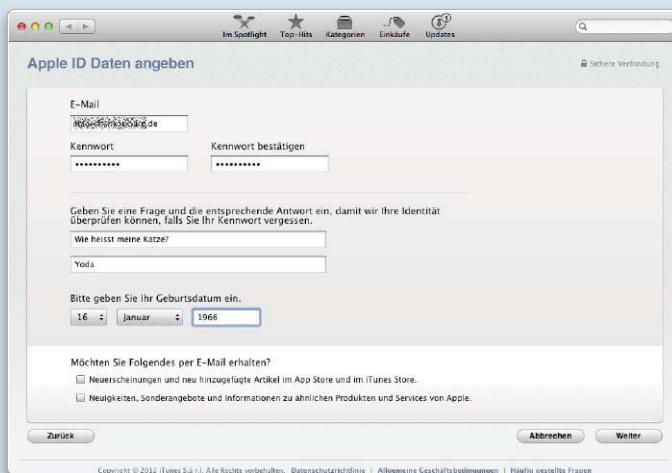 Im Spotlight Top-Hits Kategorien Einkäufe Updates
Apple ID Daten angeben
Sichere Verbindung
E-Mail
.de
Kennwort Kennwort bestätigen
•••••••••• ••••••••••
Geben Sie eine Frage und die entsprechende Antwort ein, damit wir Ihre Identität
überprüfen können, falls Sie Ihr Kennwort vergessen.
Wie heisst meine Katze?
Yoda
Bitte geben Sie Ihr Geburtsdatum ein.
16 Januar 1966
Möchten Sie Folgendes per E-Mail erhalten?
Neuerscheinungen und neu hinzugefügte Artikel im App Store und im iTunes Store.
Neuigkeiten, Sonderangebote und Informationen zu ähnlichen Produkten und Services von Apple.
Zurück Abbrechen Weiter
Copyright © 2012 iTunes S.à r.l. Alle Rechte vorbehalten. Datenschutzrichtlinie | Allgemeine Geschäftsbedingungen | Häufig gestellte Fragen